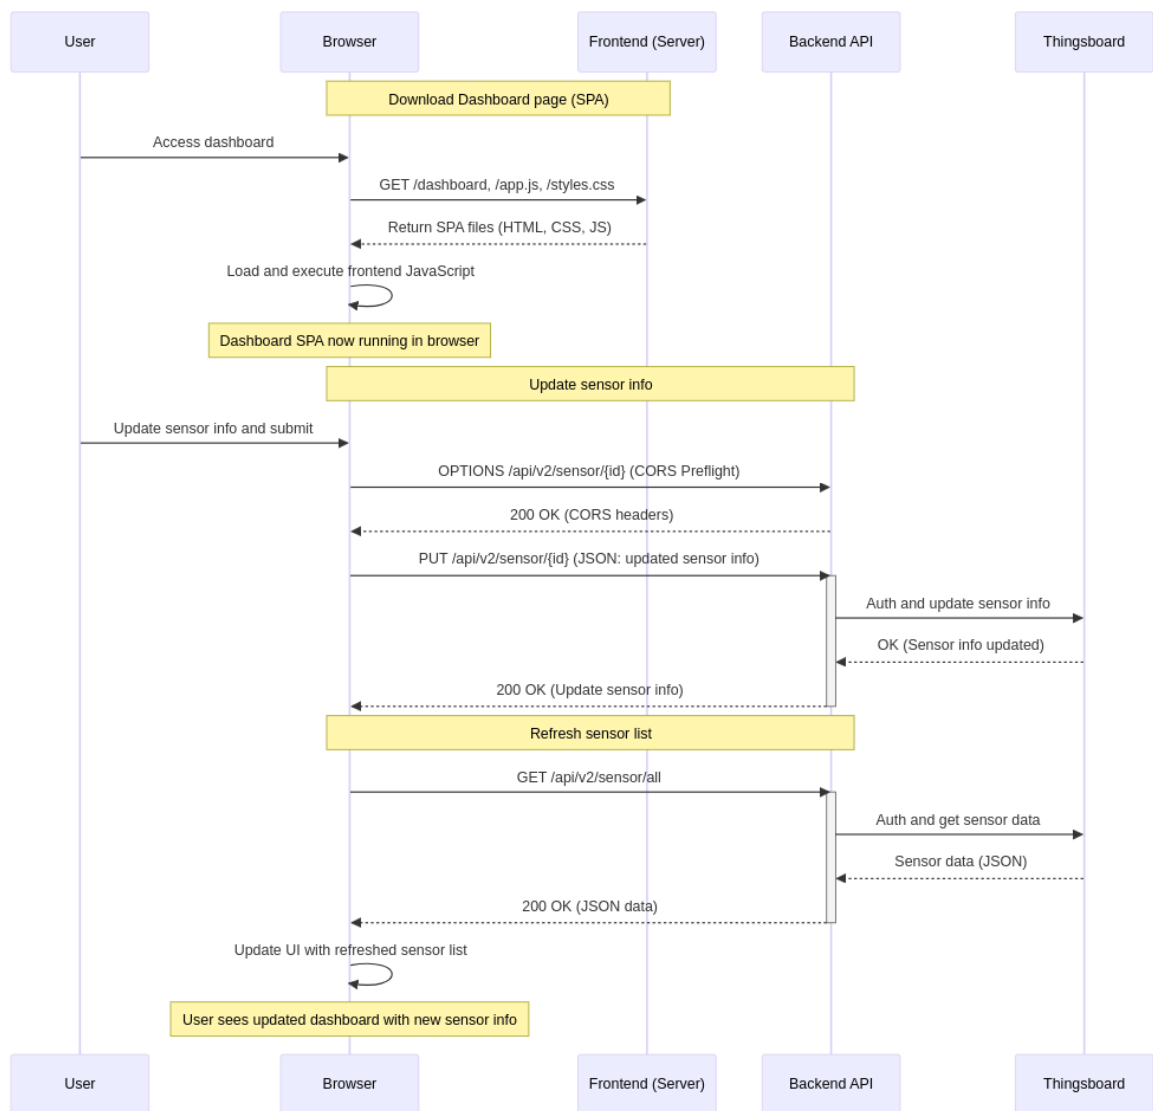 User
Browser
Frontend (Server)
Backend API
Thingsboard
Download Dashboard page (SPA)
Access dashboard
GET /dashboard, /app.js, /styles.css
Return SPA files (HTML, CSS, JS)
Load and execute frontend JavaScript
Dashboard SPA now running in browser
Update sensor info
Update sensor info and submit
OPTIONS /api/v2/sensor/{id} (CORS Preflight)
200 OK (CORS headers)
PUT /api/v2/sensor/{id} (JSON: updated sensor info)
Auth and update sensor info
OK (Sensor info updated)
200 OK (Update sensor info)
Refresh sensor list
GET /api/v2/sensor/all
Auth and get sensor data
Sensor data (JSON)
200 OK (JSON data)
Update UI with refreshed sensor list
User sees updated dashboard with new sensor info
User
Browser
Frontend (Server)
Backend API
Thingsboard